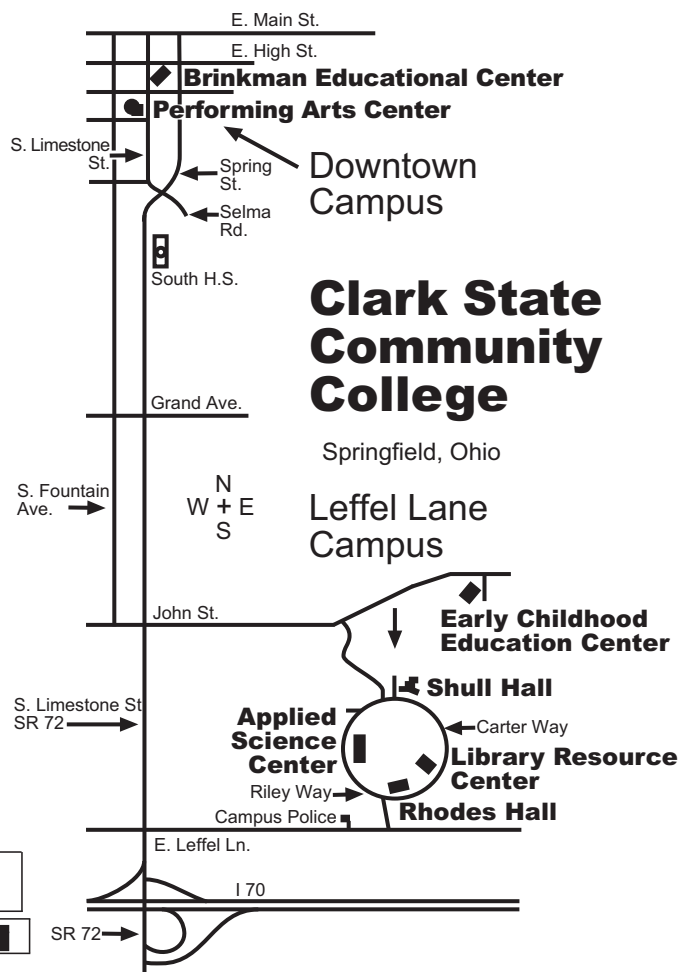 E. Main St.
E. High St.
Brinkman Educational Center
Performing Arts Center
S. Limestone
St.
Spring
St.
Downtown
Campus
Selma
Rd.
South H.S.
Clark State
Community
College
Grand Ave.
Springfield, Ohio
S. Fountain
Ave.
N
W + E
S
Leffel Lane
Campus
John St.
Early Childhood
Education Center
Shull Hall
S. Limestone St
SR 72
Applied
Science
Center
Carter Way
Library Resource
Center
Riley Way
Rhodes Hall
Campus Police
E. Leffel Ln.
I 70
SR 72